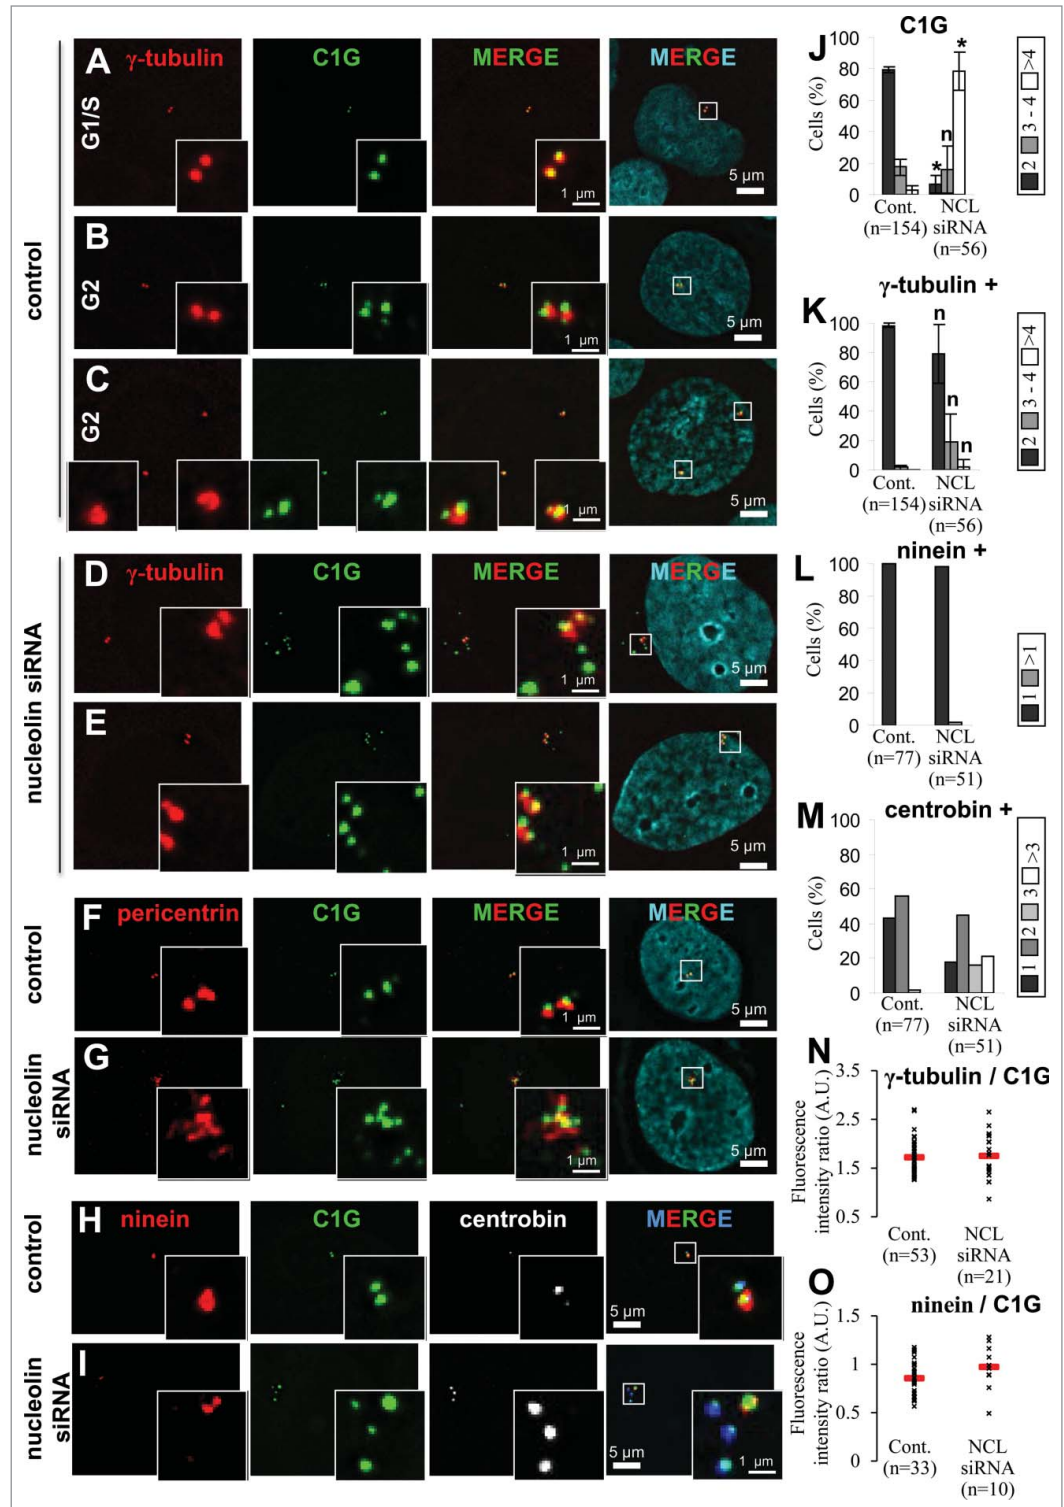 A
γ-tubulin
C1G
MERGE
MERGE
control
G1/S
1 μm
5 μm
B
G2
1 μm
5 μm
C
G2
1 μm
5 μm
nucleolin siRNA
D
γ-tubulin
C1G
MERGE
MERGE
1 μm
5 μm
E
1 μm
5 μm
control
F
pericentrin
C1G
MERGE
MERGE
1 μm
5 μm
nucleolin
siRNA
G
1 μm
5 μm
control
H
ninein
C1G
centrobin
MERGE
5 μm
nucleolin
siRNA
I
5 μm
1 μm
J
C1G
Cells (%)
100
80
60
40
20
0
* n *
Cont.
(n=154)
NCL
siRNA
(n=56)
2 3 - 4 >4
K
γ-tubulin +
Cells (%)
100
80
60
40
20
0
n n n
Cont.
(n=154)
NCL
siRNA
(n=56)
2 3 - 4 >4
L
ninein +
Cells (%)
100
80
60
40
20
0
Cont.
(n=77)
NCL
siRNA
(n=51)
1 >1
M
centrobin +
Cells (%)
100
80
60
40
20
0
Cont.
(n=77)
NCL
siRNA
(n=51)
1 2 3 >3
N
γ-tubulin / C1G
Fluorescence
intensity ratio (A.U.)
3.5
2.5
1.5
0.5
Cont.
(n=53)
NCL
siRNA
(n=21)
O
ninein / C1G
Fluorescence
intensity ratio (A.U.)
1.5
1
0.5
0
Cont.
(n=33)
NCL
siRNA
(n=10)